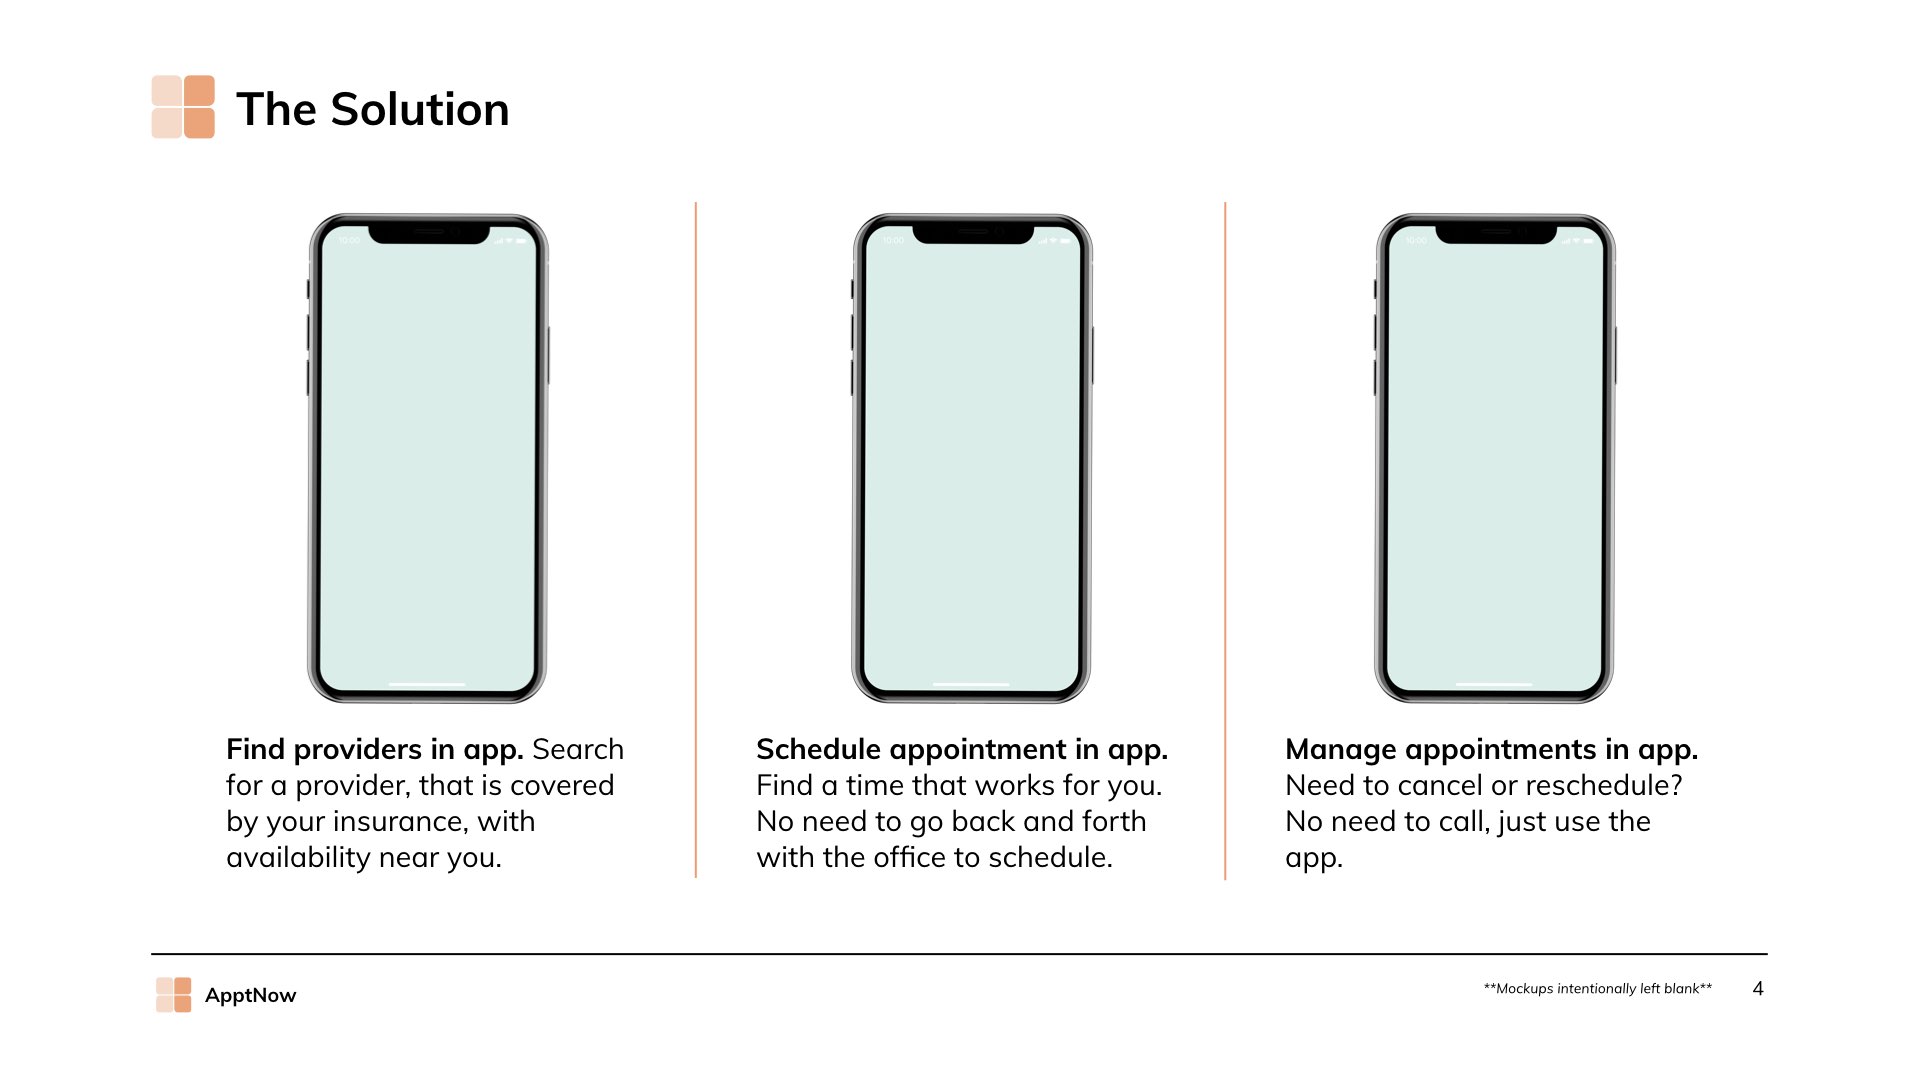 The Solution
10:00
10:00
10:00
Find providers in app. Search
for a provider, that is covered
by your insurance, with
availability near you.
Schedule appointment in app.
Find a time that works for you.
No need to go back and forth
with the office to schedule.
Manage appointments in app.
Need to cancel or reschedule?
No need to call, just use the
app.
ApptNow
**Mockups intentionally left blank**
4